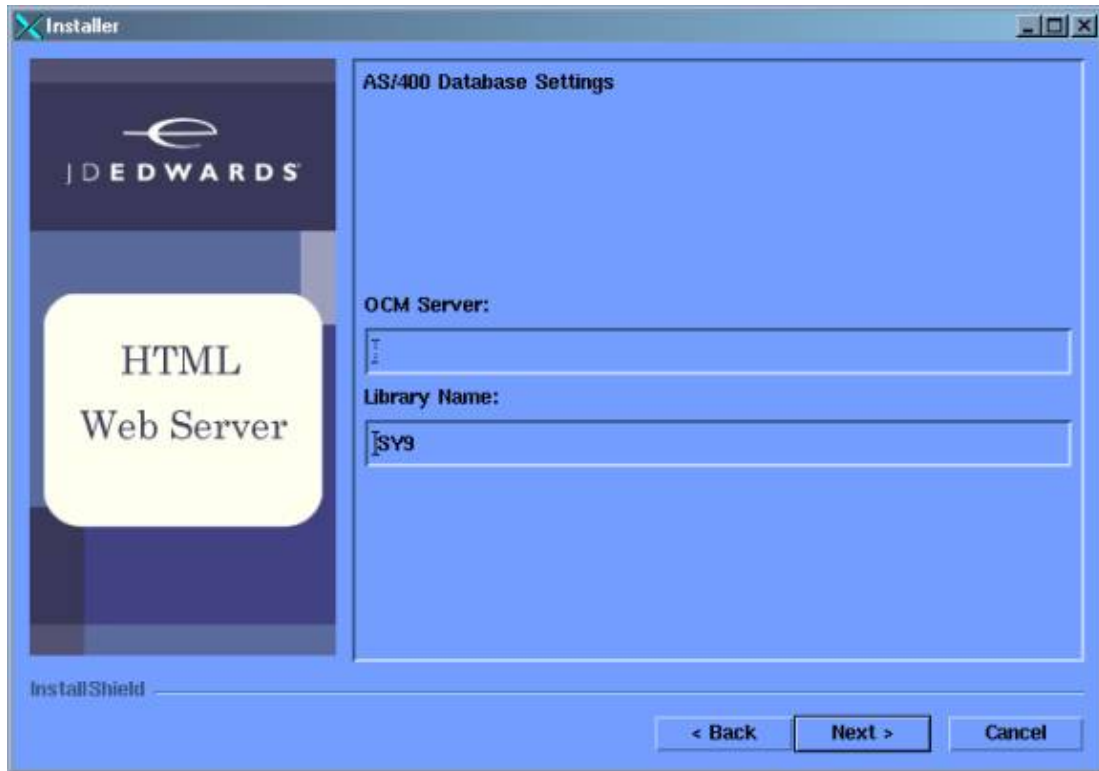 Installer
JDEDWARDS
HTML
Web Server
AS/400 Database Settings
OCM Server:
Library Name:
SY9
InstallShield
< Back
Next >
Cancel